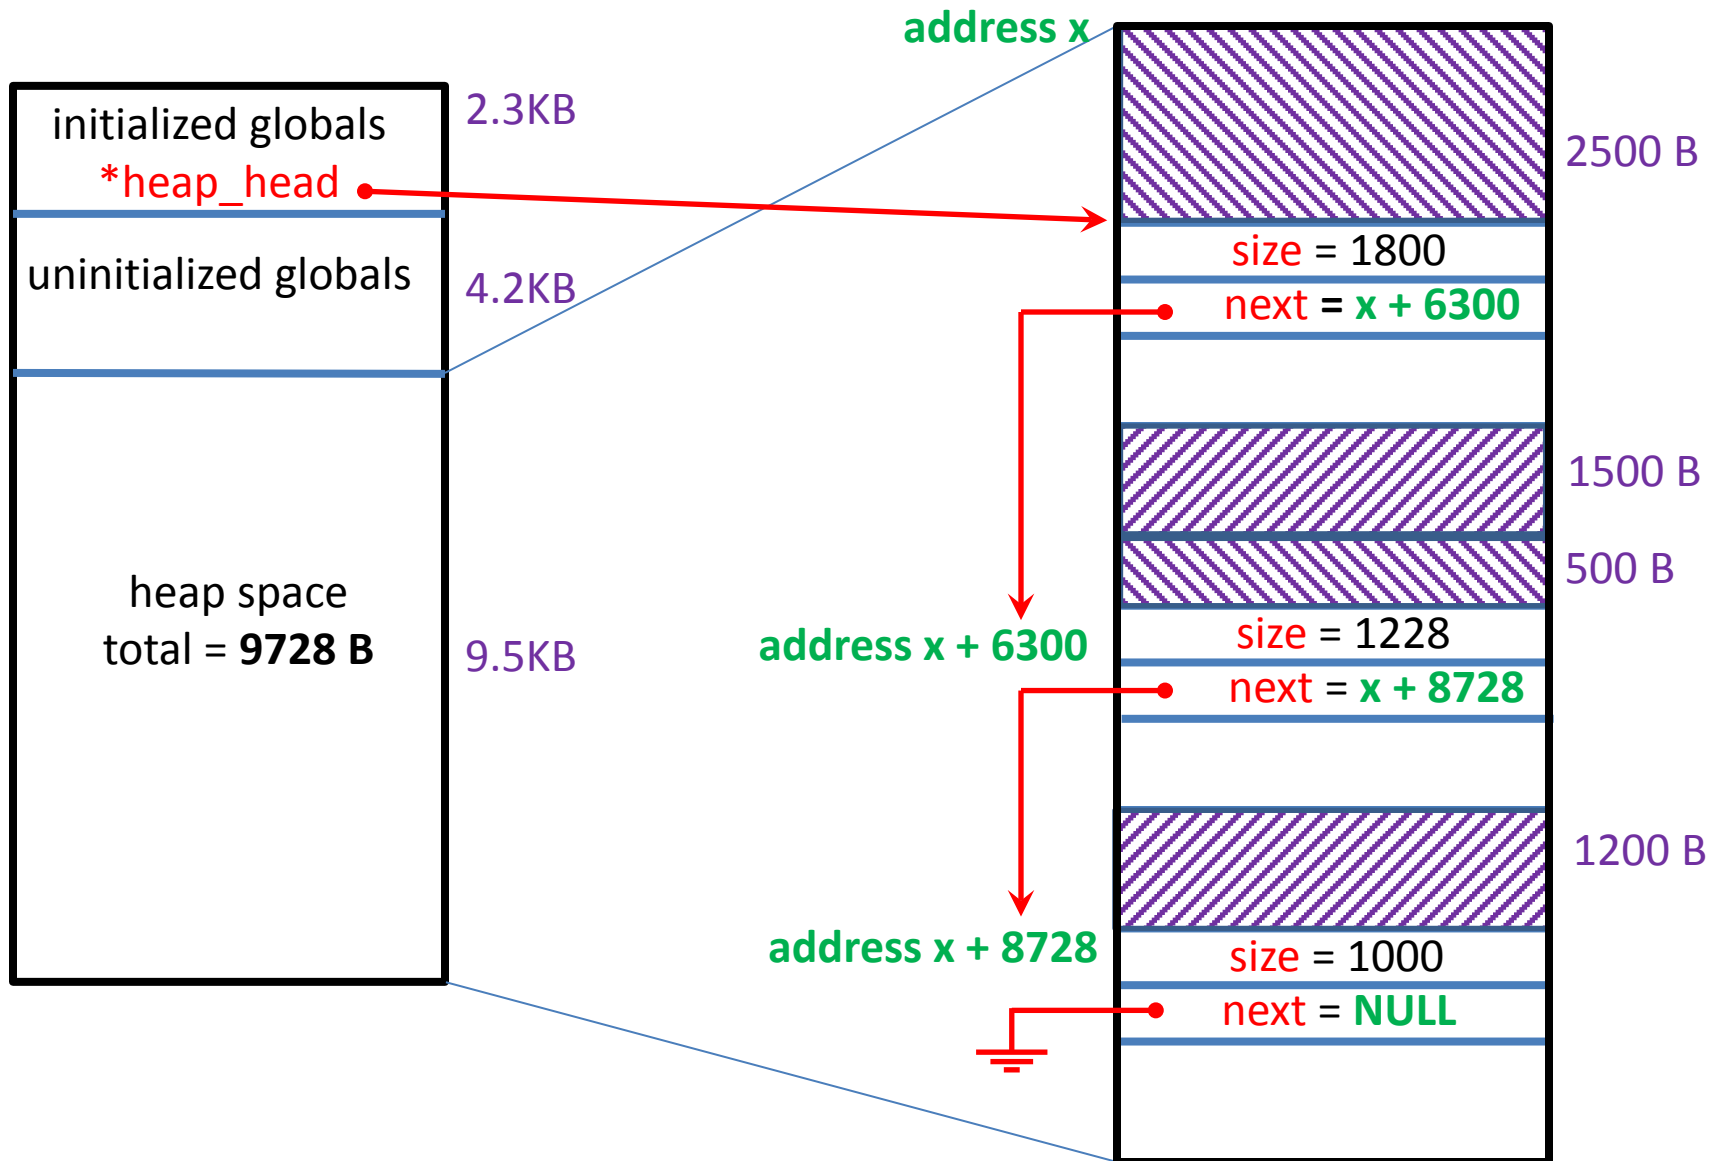 address x
initialized globals
*heap_head
2.3KB
uninitialized globals
4.2KB
heap space
total = 9728 B
9.5KB
2500 B
size = 1800
next = x + 6300
1500 B
500 B
address x + 6300
size = 1228
next = x + 8728
1200 B
address x + 8728
size = 1000
next = NULL